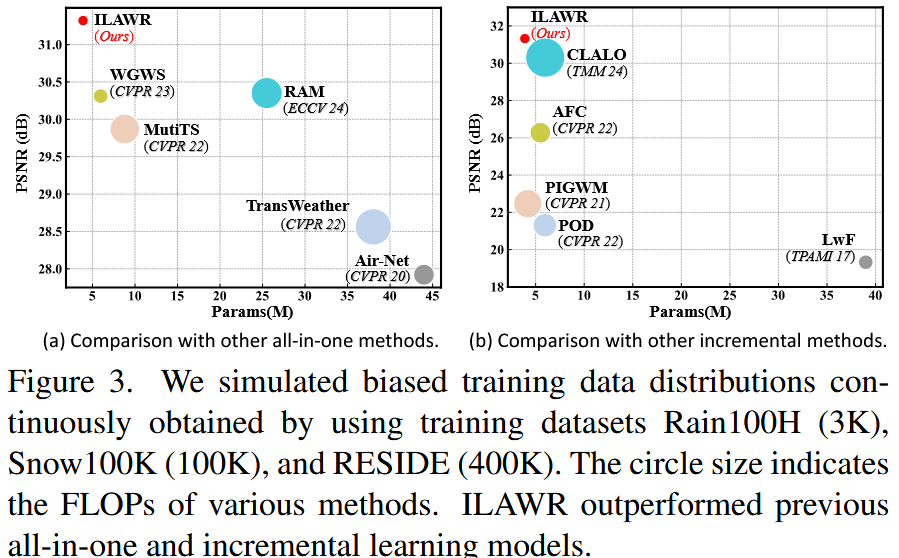 31.0
30.5
30.0
29.5
29.0
28.5
28.0
PSNR (dB)
ILAWR
(Ours)
WGWS
(CVPR 23)
MutiTS
(CVPR 22)
RAM
(ECCV 24)
TransWeather
(CVPR 22)
Air-Net
(CVPR 20)
5 10 15 20 25 30 35 40 45
Params(M)
(a) Comparison with other all-in-one methods.
32
30
28
26
24
22
20
18
PSNR (dB)
ILAWR
(Ours)
CLALO
(TMM 24)
AFC
(CVPR 22)
PIGWM
(CVPR 21)
POD
(CVPR 22)
LwF
(TPAMI 17)
5 10 15 20 25 30 35 40
Params(M)
(b) Comparison with other incremental methods.
Figure 3. We simulated biased training data distributions con-
tinuously obtained by using training datasets Rain100H (3K),
Snow100K (100K), and RESIDE (400K). The circle size indicates
the FLOPs of various methods. ILAWR outperformed previous
all-in-one and incremental learning models.